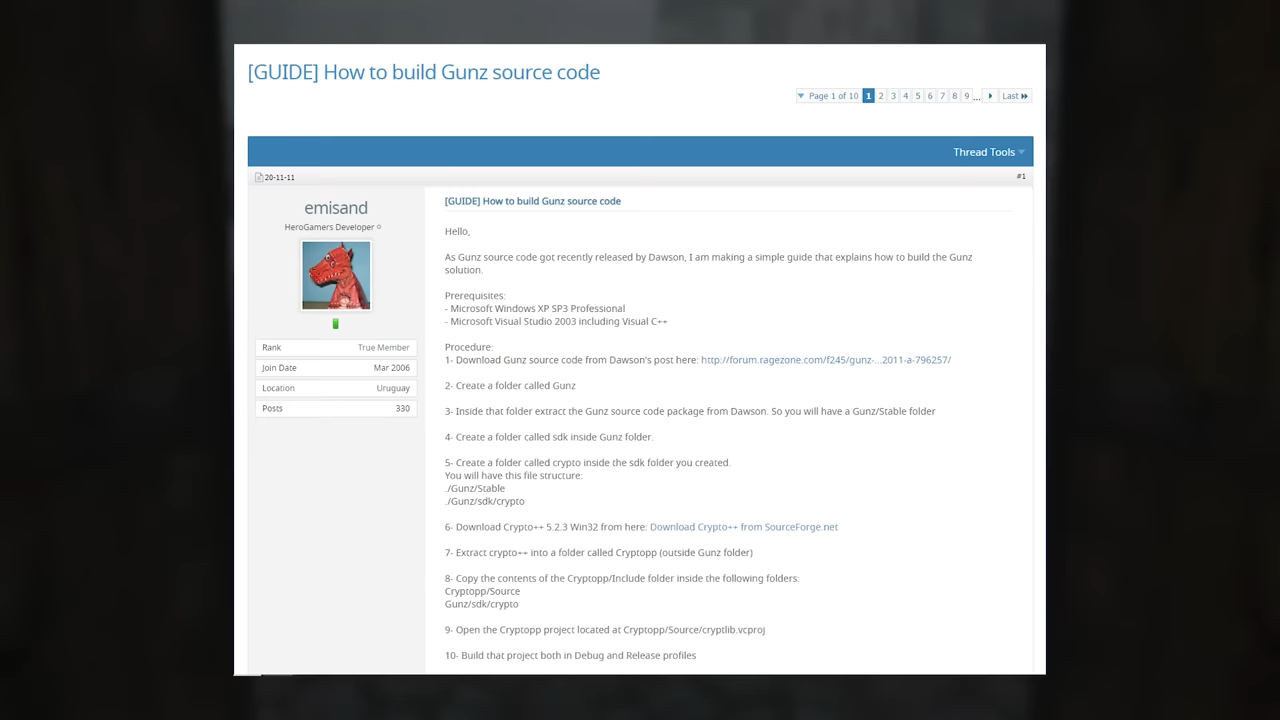 [GUIDE] How to build Gunz source code
Page 1 of 10 1 2 3 4 5 6 7 8 9 ... Last
Thread Tools
20-11-11 #1
emisand
HeroGamers Developer
Rank True Member
Join Date Mar 2006
Location Uruguay
Posts 330
[GUIDE] How to build Gunz source code
Hello,
As Gunz source code got recently released by Dawson, I am making a simple guide that explains how to build the Gunz
solution.
Prerequisites:
- Microsoft Windows XP SP3 Professional
- Microsoft Visual Studio 2003 including Visual C++
Procedure:
1- Download Gunz source code from Dawson's post here: http://forum.ragezone.com/f245/gunz-...2011-a-796257/
2- Create a folder called Gunz
3- Inside that folder extract the Gunz source code package from Dawson. So you will have a Gunz/Stable folder
4- Create a folder called sdk inside Gunz folder.
5- Create a folder called crypto inside the sdk folder you created.
You will have this file structure:
./Gunz/Stable
./Gunz/sdk/crypto
6- Download Crypto++ 5.2.3 Win32 from here: Download Crypto++ from SourceForge.net
7- Extract crypto++ into a folder called Cryptopp (outside Gunz folder)
8- Copy the contents of the Cryptopp/Include folder inside the following folders:
Cryptopp/Source
Gunz/sdk/crypto
9- Open the Cryptopp project located at Cryptopp/Source/cryptlib.vcproj
10- Build that project both in Debug and Release profiles